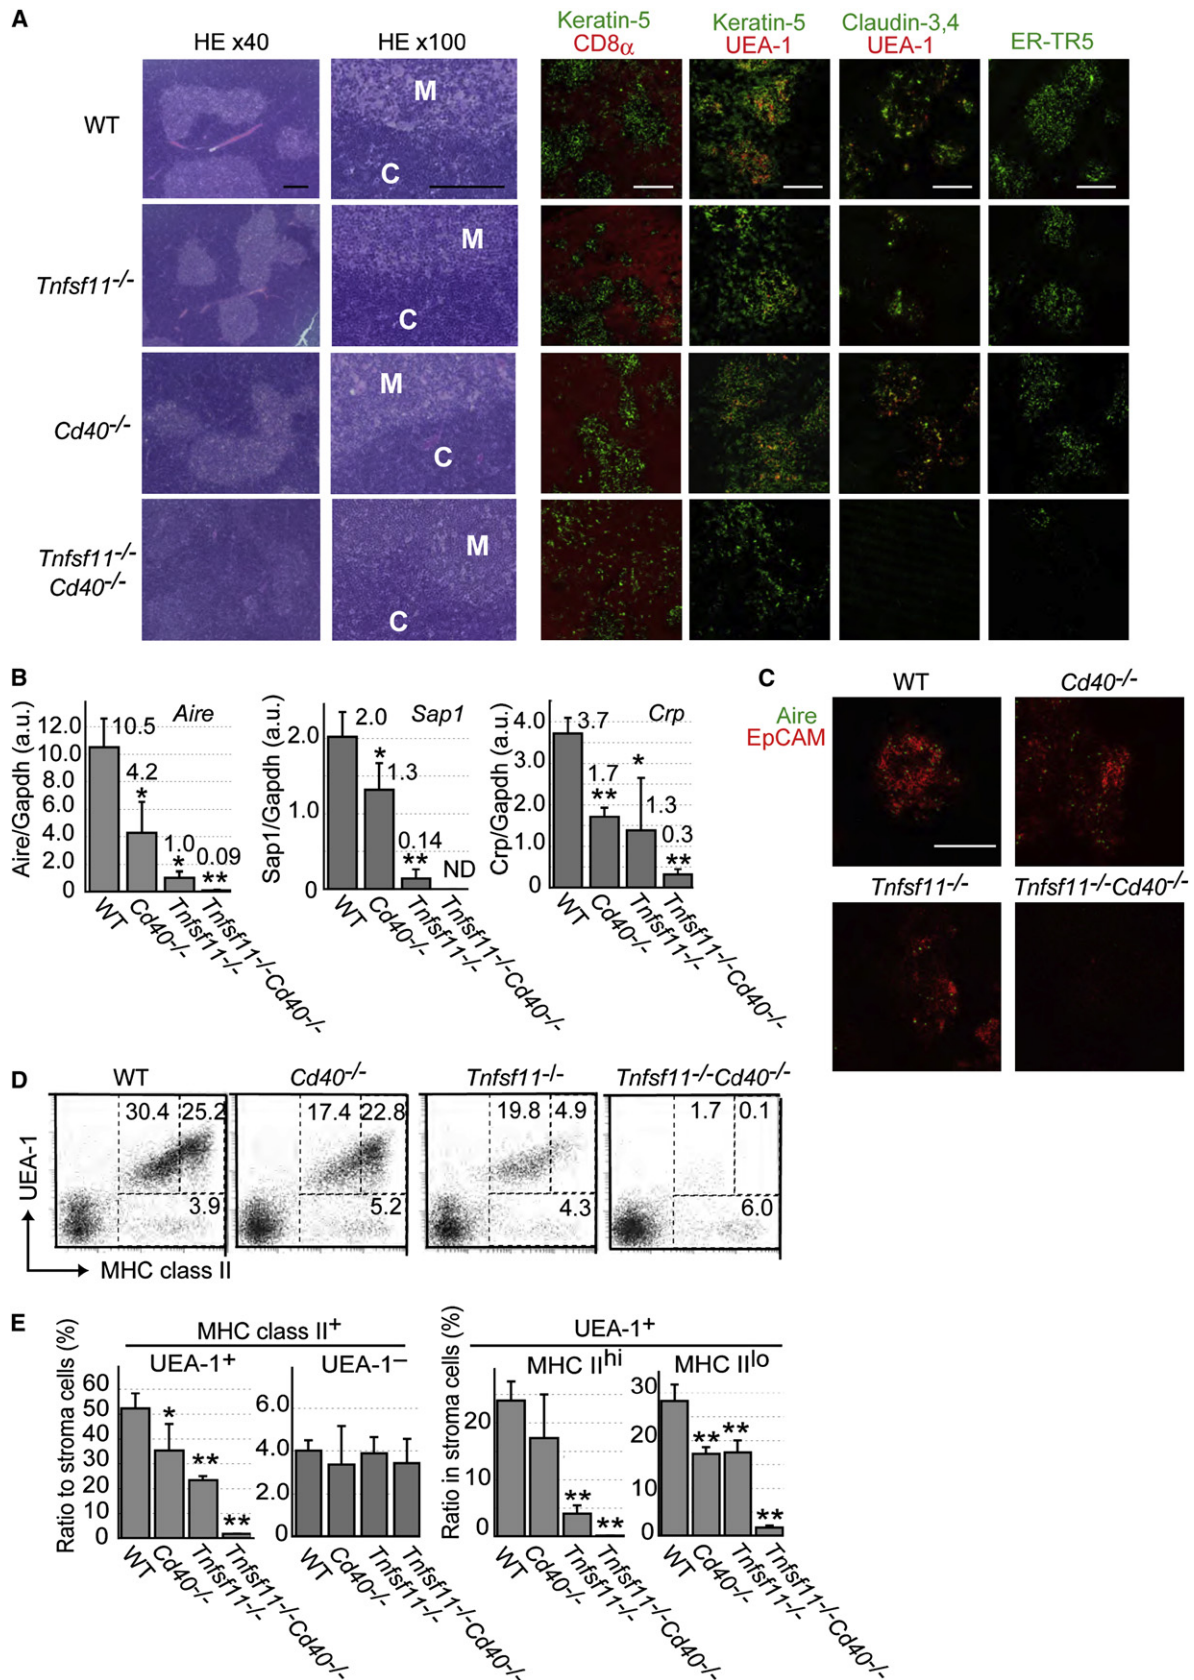 A
HE x40
HE x100
Keratin-5
CD8α
Keratin-5
UEA-1
Claudin-3,4
UEA-1
ER-TR5
WT
M
C
Tnfsf11-/-
M
C
Cd40-/-
M
C
Tnfsf11-/-
Cd40-/-
M
C
B
Aire/Gapdh (a.u.)
12.0
10.0
8.0
6.0
4.0
2.0
0
Aire
10.5
4.2
*
1.0
*
0.09
**
WT
Cd40-/-
Tnfsf11-/-
Tnfsf11-/-Cd40-/-
Sap1/Gapdh (a.u.)
2.0
1.0
0
Sap1
2.0
*
1.3
0.14
**
ND
WT
Cd40-/-
Tnfsf11-/-
Tnfsf11-/-Cd40-/-
Crp/Gapdh (a.u.)
4.0
3.0
2.0
1.0
0
Crp
3.7
1.7
**
*
1.3
0.3
**
WT
Cd40-/-
Tnfsf11-/-
Tnfsf11-/-Cd40-/-
C
WT
Cd40-/-
Aire
EpCAM
Tnfsf11-/-
Tnfsf11-/-Cd40-/-
D
WT
Cd40-/-
Tnfsf11-/-
Tnfsf11-/-Cd40-/-
30.4 25.2
3.9
17.4 22.8
5.2
19.8 4.9
4.3
1.7 0.1
6.0
UEA-1
MHC class II
E
Ratio to stroma cells (%)
MHC class II+
UEA-1+
60
50
40
30
20
10
0
*
**
**
WT
Cd40-/-
Tnfsf11-/-
Tnfsf11-/-Cd40-/-
UEA-1−
6.0
4.0
2.0
0
WT
Cd40-/-
Tnfsf11-/-
Tnfsf11-/-Cd40-/-
Ratio in stroma cells (%)
UEA-1+
MHC IIhi
20
10
0
**
**
WT
Cd40-/-
Tnfsf11-/-
Tnfsf11-/-Cd40-/-
MHC IIlo
30
20
10
0
**
**
**
WT
Cd40-/-
Tnfsf11-/-
Tnfsf11-/-Cd40-/-